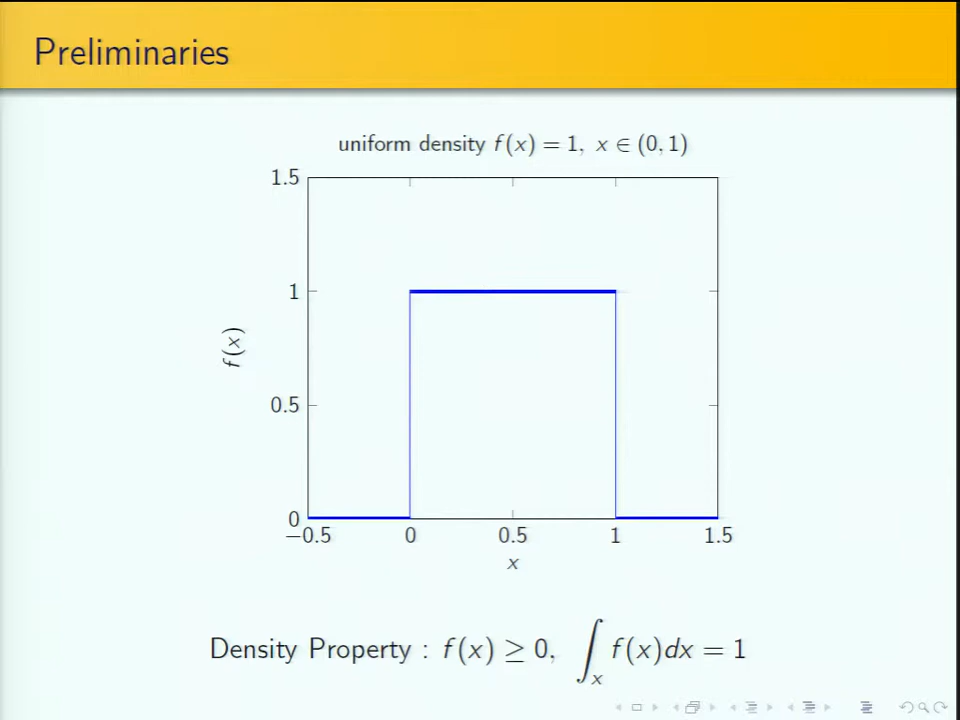 Preliminaries
uniform density f(x) = 1, x ∈ (0, 1)
1.5
1
0.5
0
f(x)
−0.5 0 0.5 1 1.5
x
Density Property : f(x) ≥ 0, ∫ₓ f(x)dx = 1